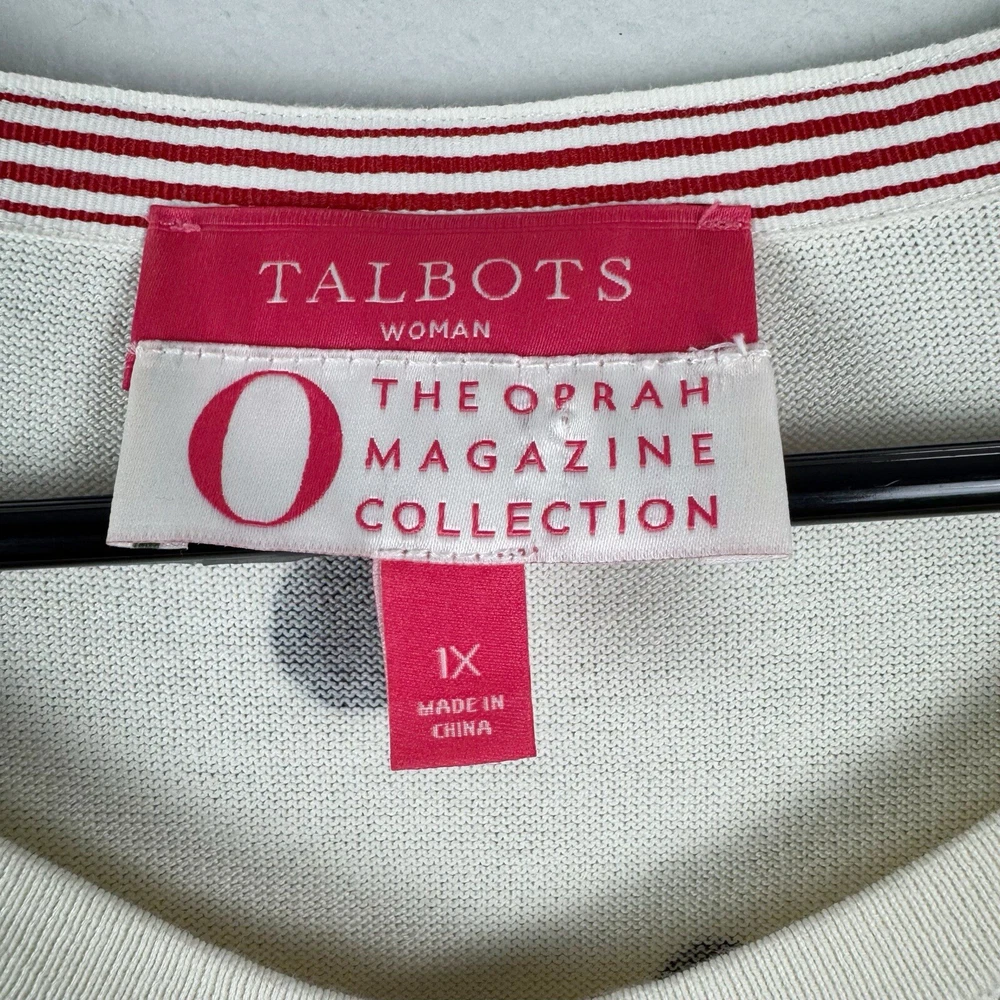 TALBOTS
WOMAN
O
THE OPRAH
MAGAZINE
COLLECTION
1X
MADE IN
CHINA